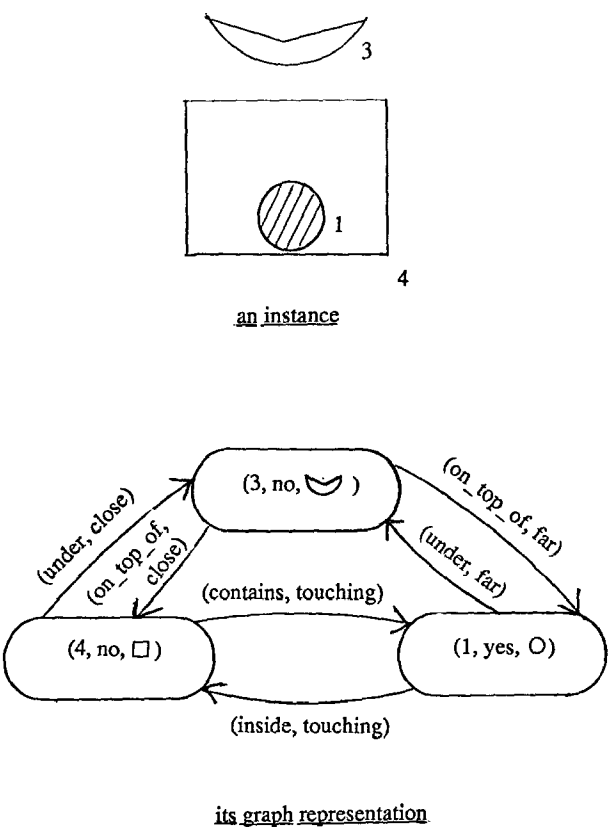 3
1
4
an instance
(3, no, )
(on_top_of, far)
(under, close)
(on_top_of,
close)
(under, far)
(contains, touching)
(4, no, □)
(1, yes, O)
(inside, touching)
its graph representation